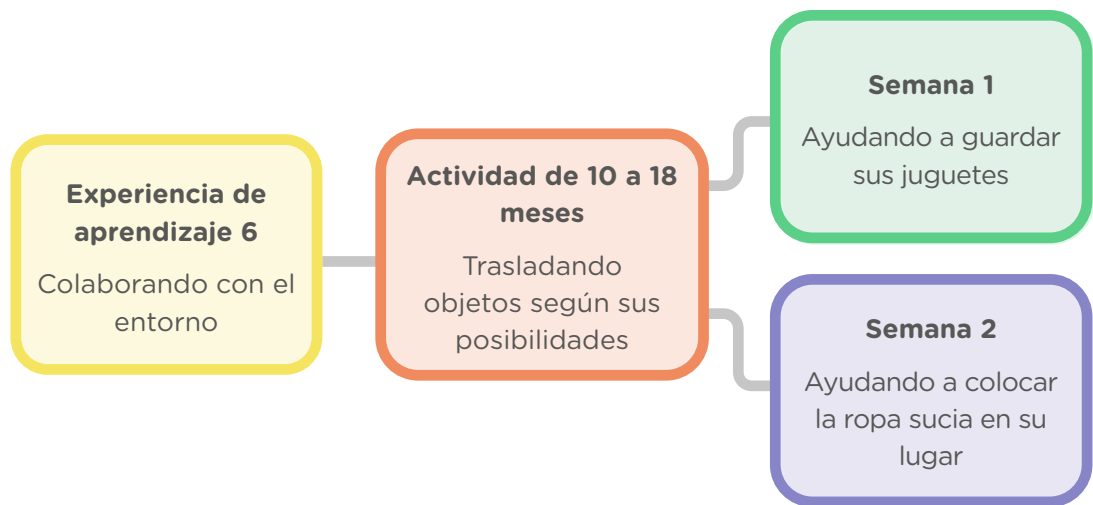 Experiencia de
aprendizaje 6
Colaborando con el
entorno
Actividad de 10 a 18
meses
Trasladando
objetos según sus
posibilidades
Semana 1
Ayudando a guardar
sus juguetes
Semana 2
Ayudando a colocar
la ropa sucia en su
lugar